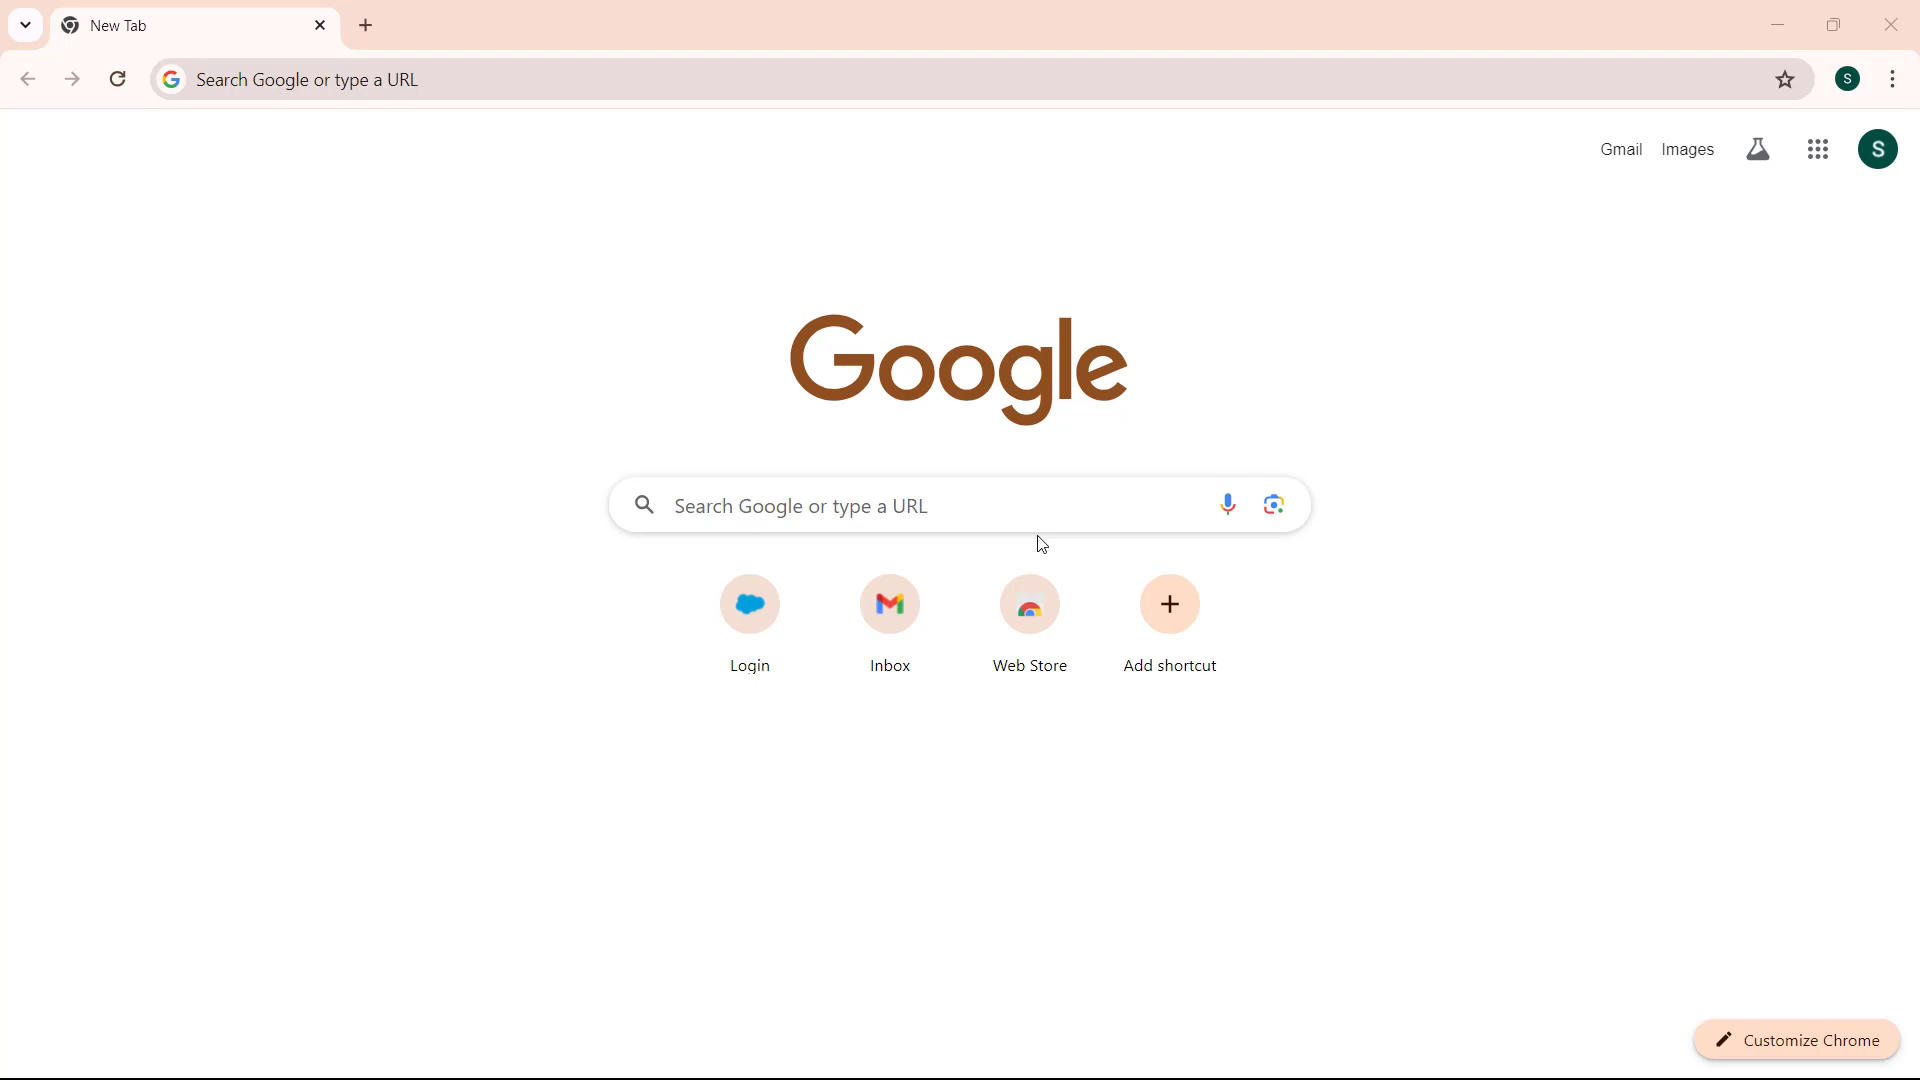 New Tab
Search Google or type a URL
S
Gmail Images
S
Google
Search Google or type a URL
Login Inbox Web Store Add shortcut
Customize Chrome